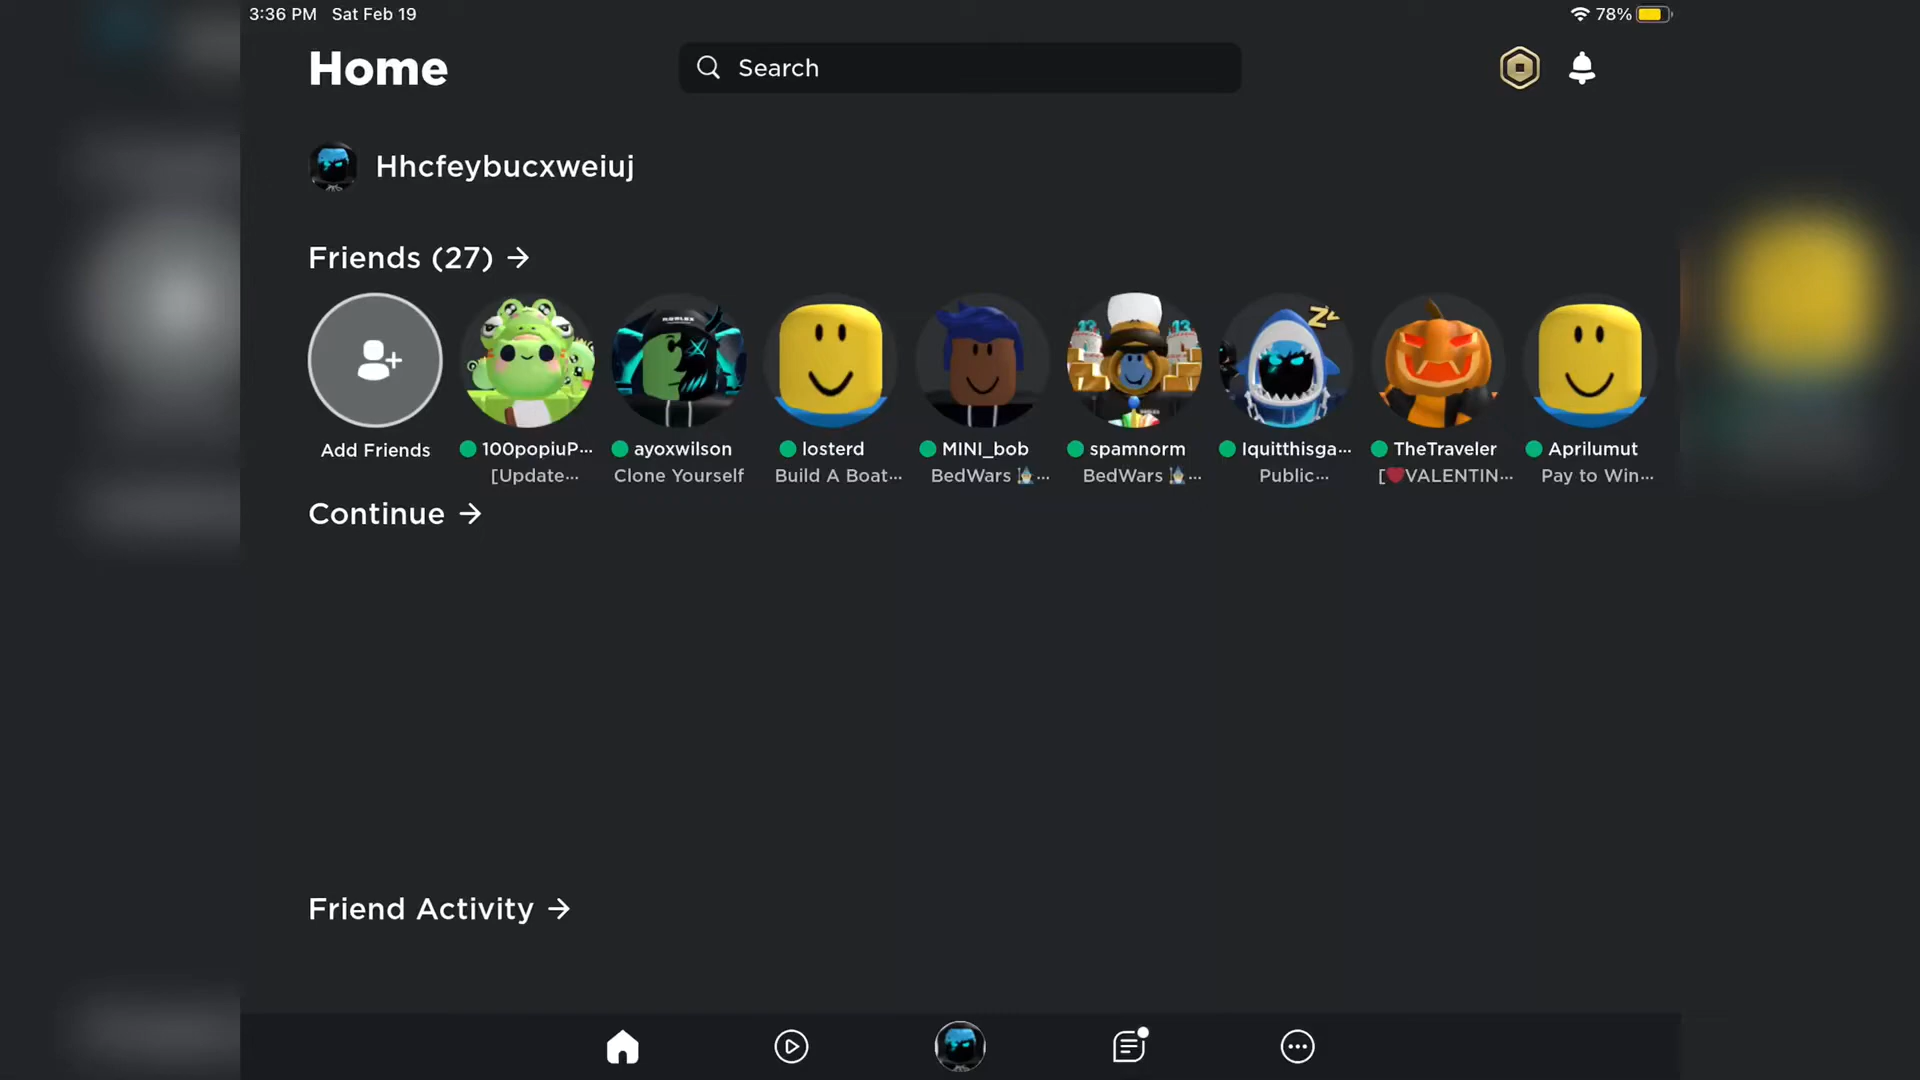 3:36 PM Sat Feb 19 78%
Home
Search
Hhcfeybucxweiuj
Friends (27) →
Add Friends
100popiuP...
[Update...
ayoxwilson
Clone Yourself
losterd
Build A Boat...
MINI_bob
BedWars 🧙‍♂️...
spamnorm
BedWars 🧙‍♂️...
Iquitthisga...
Public...
TheTraveler
[❤️VALENTIN...
Aprilumut
Pay to Win...
Continue →
Friend Activity →